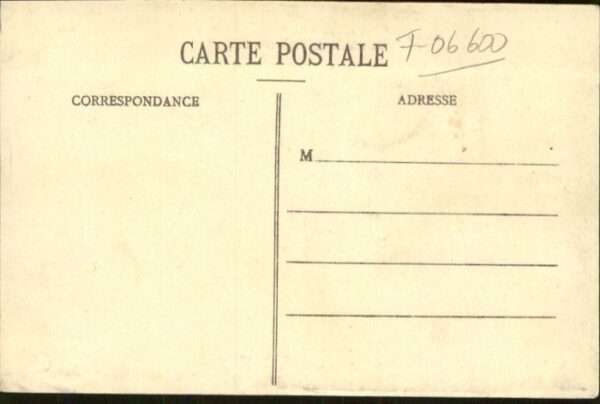 CARTE POSTALE F-06600
CORRESPONDANCE
ADRESSE
M